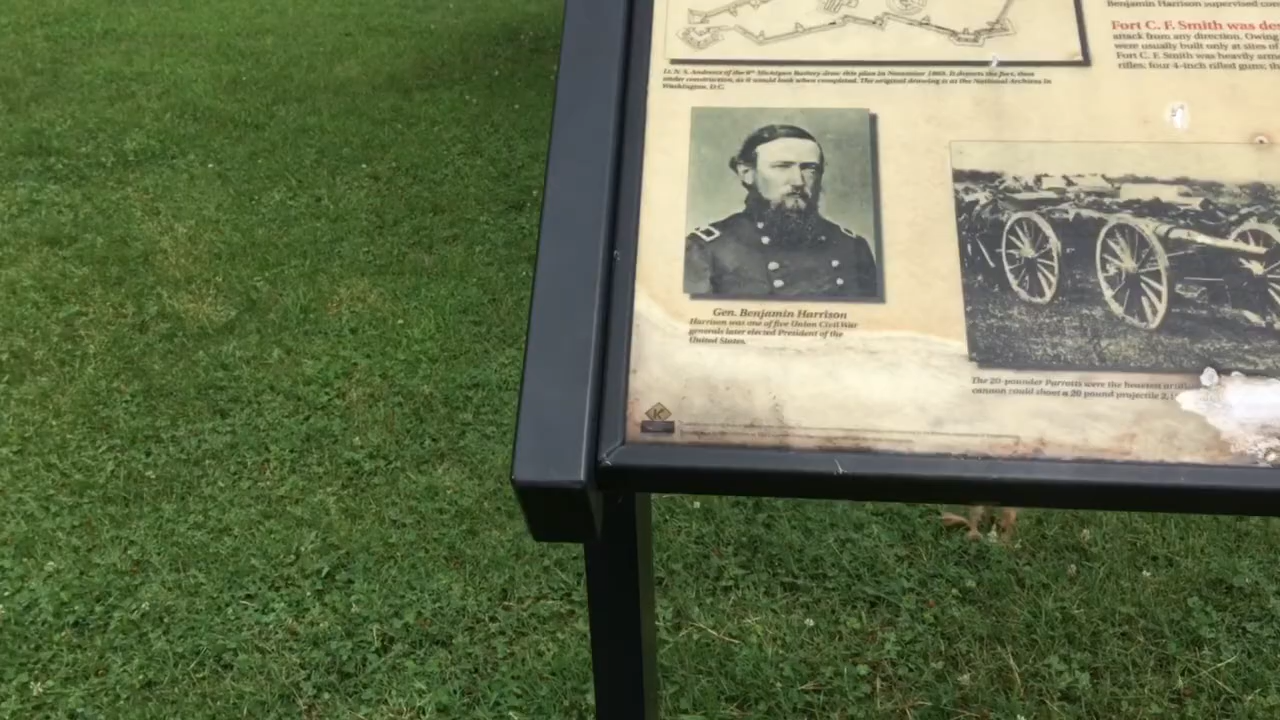 Benjamin Harrison supervised
Fort C. F. Smith was
attack from any direction. Owing
were usually built only at sites of
Fort C. F. Smith was heavily
rifles; four 4-inch rifled guns;
Lt. N. S. Andrews of the 9th Michigan Battery drew this plan in November 1863. It depicts the fort, then
under construction, as it would look when completed. The original drawing is at the National Archives in
Washington, D.C.
Gen. Benjamin Harrison
Harrison was one of five Union Civil War
generals later elected President of the
United States.
The 20-pounder Parrotts were the heaviest
cannon could shoot a 20 pound projectile 2,
K